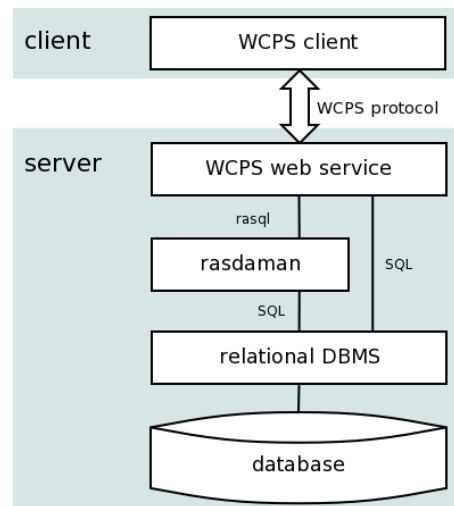 client
WCPS client
WCPS protocol
server
WCPS web service
rasql
rasdaman
SQL
SQL
relational DBMS
database